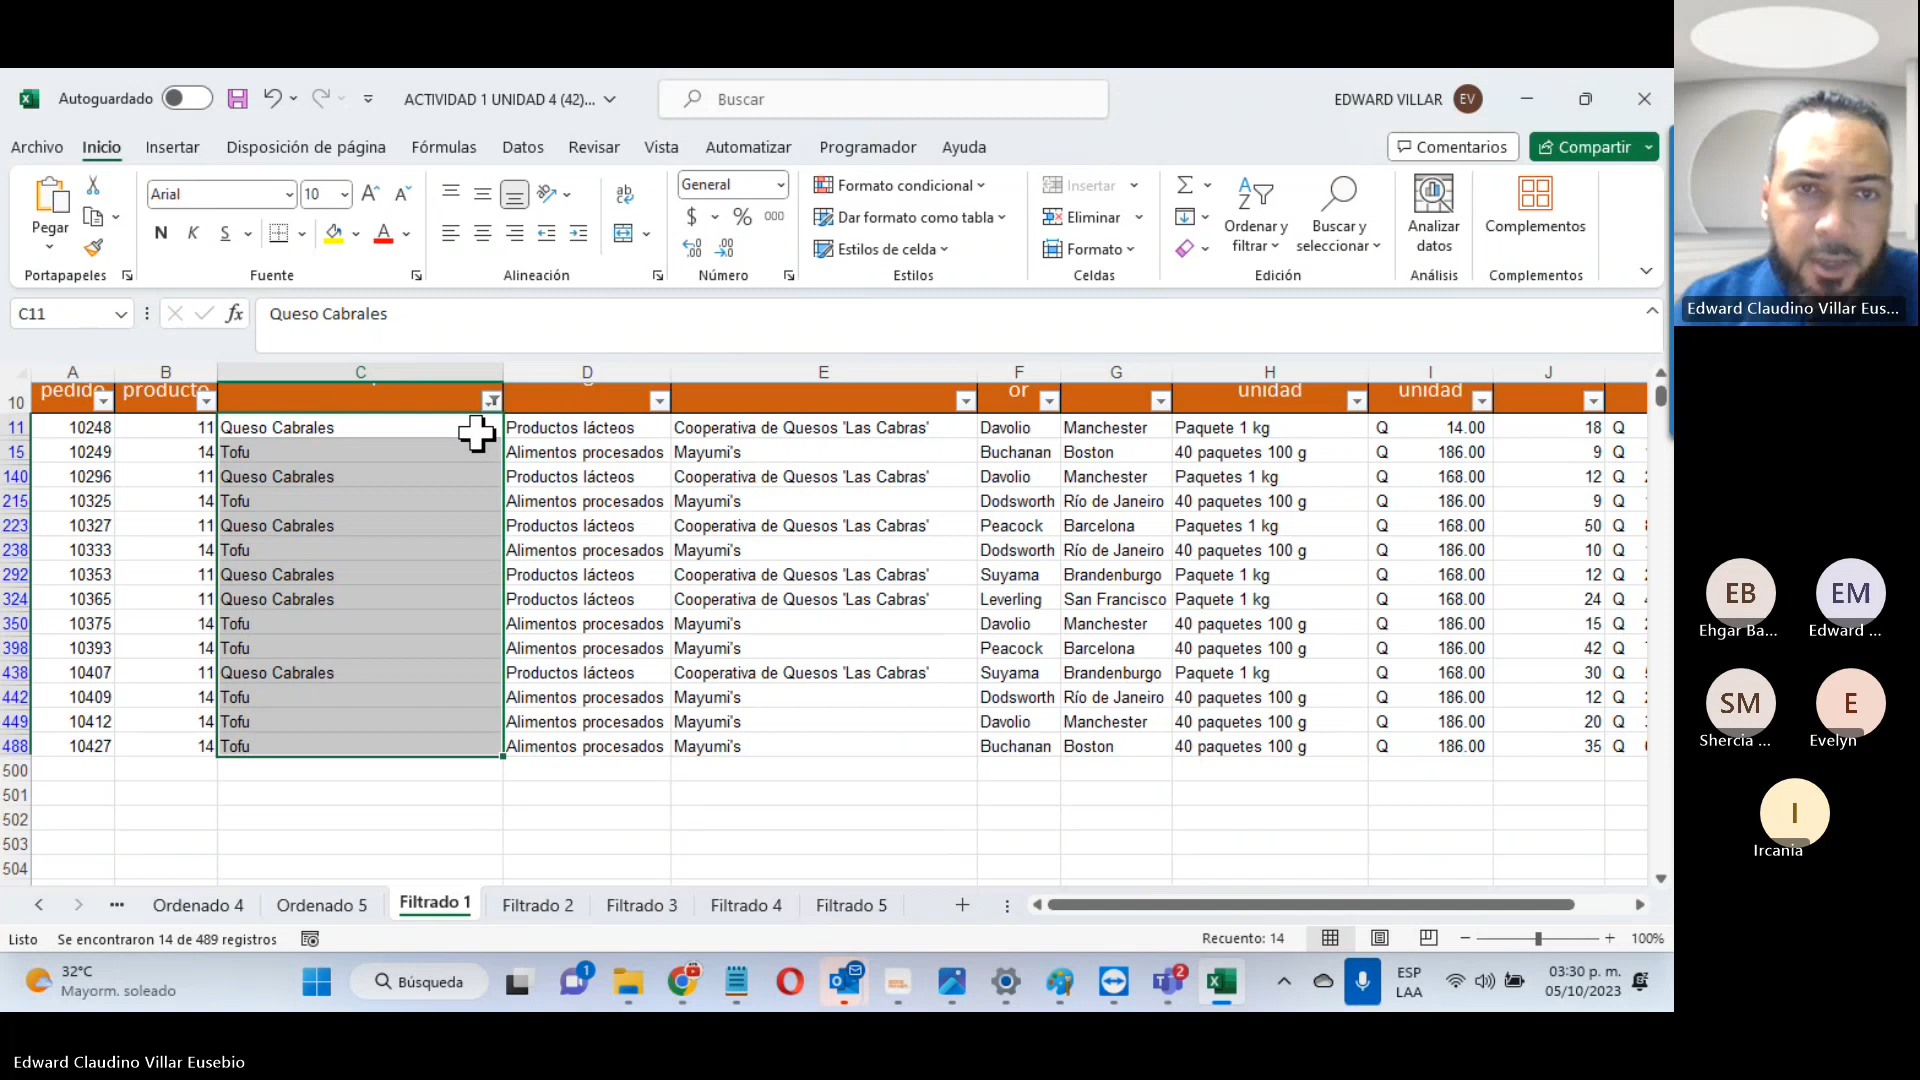 Autoguardado
ACTIVIDAD 1 UNIDAD 4 (42)...
Buscar
EDWARD VILLAR EV
Archivo Inicio Insertar Disposición de página Fórmulas Datos Revisar Vista Automatizar Programador Ayuda
Comentarios Compartir
Pegar
Portapapeles
Arial 10
N K S
Fuente
Alineación
General
$ % 000
Número
Formato condicional
Dar formato como tabla
Estilos de celda
Estilos
Insertar
Eliminar
Formato
Celdas
Ordenar y filtrar
Buscar y seleccionar
Edición
Analizar datos
Análisis
Complementos
Complementos
C11 fx Queso Cabrales
A B C D E F G H I J
10 pedido producto or unidad unidad
11 10248 11 Queso Cabrales Productos lácteos Cooperativa de Quesos 'Las Cabras' Davolio Manchester Paquete 1 kg Q 14.00 18 Q
15 10249 14 Tofu Alimentos procesados Mayumi's Buchanan Boston 40 paquetes 100 g Q 186.00 9 Q
140 10296 11 Queso Cabrales Productos lácteos Cooperativa de Quesos 'Las Cabras' Davolio Manchester Paquetes 1 kg Q 168.00 12 Q
215 10325 14 Tofu Alimentos procesados Mayumi's Dodsworth Río de Janeiro 40 paquetes 100 g Q 186.00 9 Q
223 10327 11 Queso Cabrales Productos lácteos Cooperativa de Quesos 'Las Cabras' Peacock Barcelona Paquetes 1 kg Q 168.00 50 Q
238 10333 14 Tofu Alimentos procesados Mayumi's Dodsworth Río de Janeiro 40 paquetes 100 g Q 186.00 10 Q
292 10353 11 Queso Cabrales Productos lácteos Cooperativa de Quesos 'Las Cabras' Suyama Brandenburgo Paquete 1 kg Q 168.00 12 Q
324 10365 11 Queso Cabrales Productos lácteos Cooperativa de Quesos 'Las Cabras' Leverling San Francisco Paquete 1 kg Q 168.00 24 Q
350 10375 14 Tofu Alimentos procesados Mayumi's Davolio Manchester 40 paquetes 100 g Q 186.00 15 Q
398 10393 14 Tofu Alimentos procesados Mayumi's Peacock Barcelona 40 paquetes 100 g Q 186.00 42 Q
438 10407 11 Queso Cabrales Productos lácteos Cooperativa de Quesos 'Las Cabras' Suyama Brandenburgo Paquete 1 kg Q 168.00 30 Q
442 10409 14 Tofu Alimentos procesados Mayumi's Dodsworth Río de Janeiro 40 paquetes 100 g Q 186.00 12 Q
449 10412 14 Tofu Alimentos procesados Mayumi's Davolio Manchester 40 paquetes 100 g Q 186.00 20 Q
488 10427 14 Tofu Alimentos procesados Mayumi's Buchanan Boston 40 paquetes 100 g Q 186.00 35 Q
500
501
502
503
504
Ordenado 4 Ordenado 5 Filtrado 1 Filtrado 2 Filtrado 3 Filtrado 4 Filtrado 5
Listo Se encontraron 14 de 489 registros Recuento: 14 100%
32°C
Mayorm. soleado
Búsqueda
1
2
ESP
LAA
03:30 p. m.
05/10/2023
Edward Claudino Villar Eus...
EB
Ehgar Ba...
EM
Edward ...
SM
Shercia ...
E
Evelyn
I
Ircania
Edward Claudino Villar Eusebio